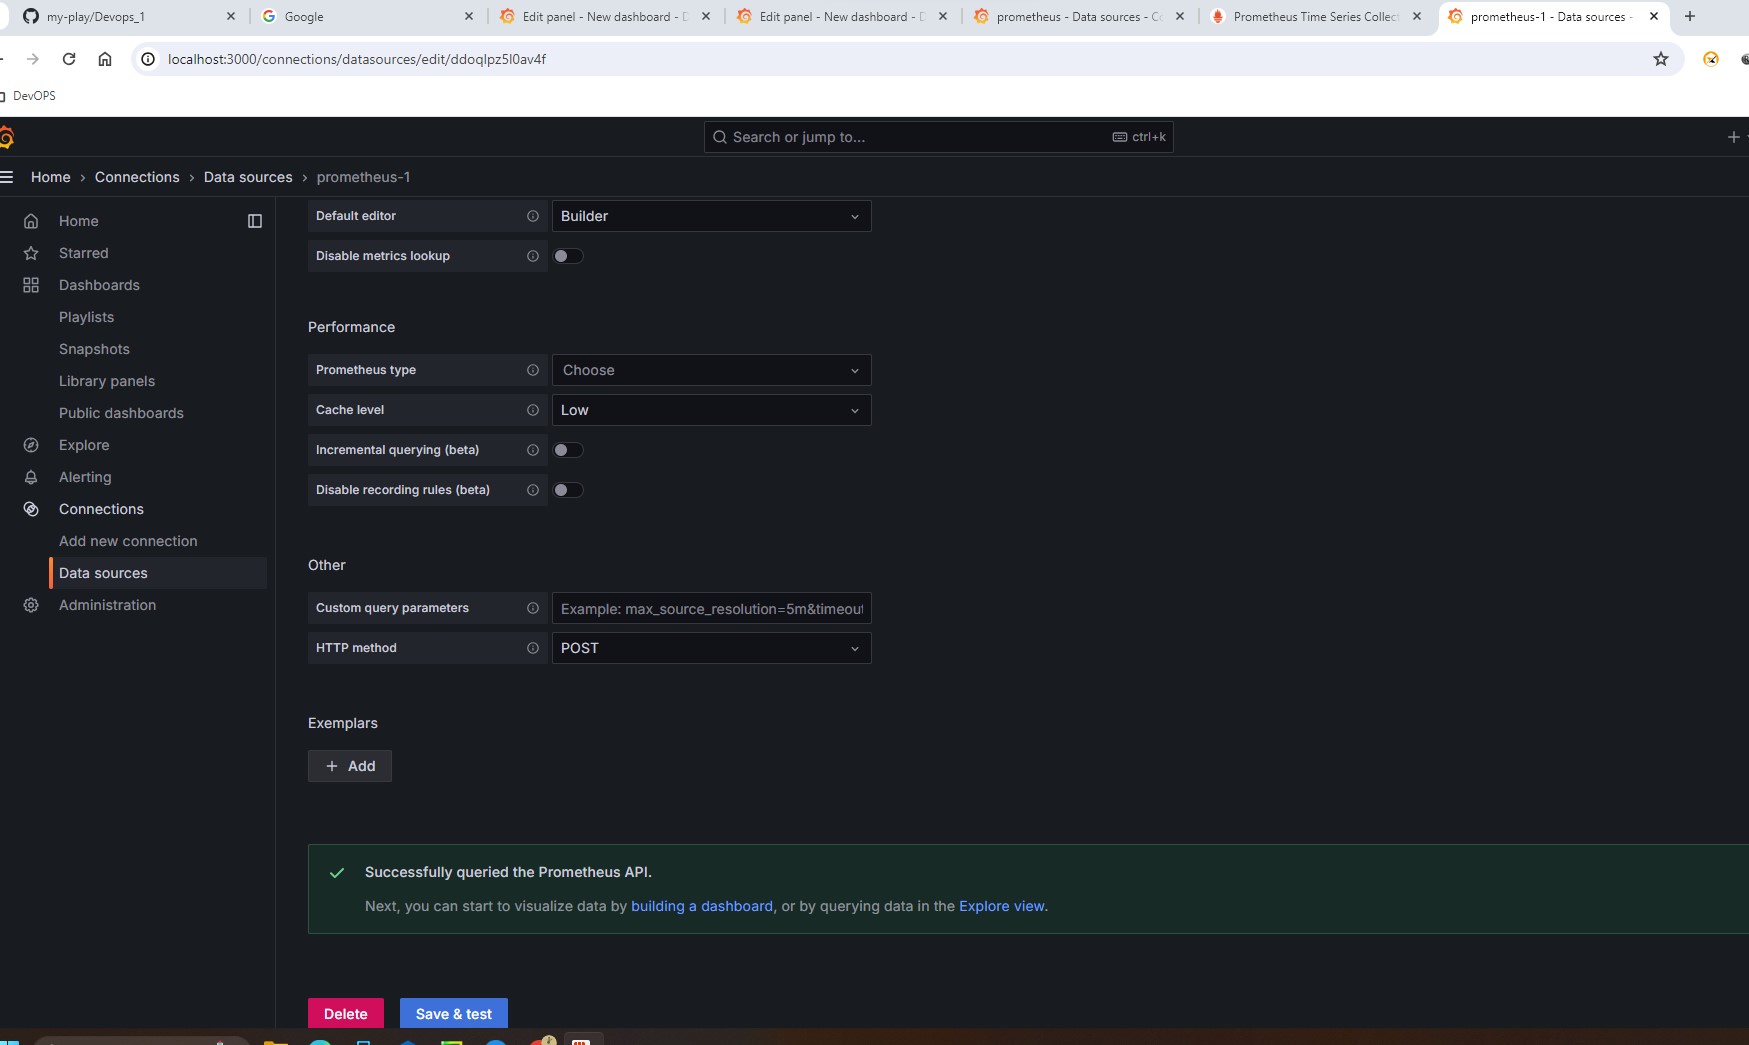 my-play/Devops_1
Google
Edit panel - New dashboard - D
Edit panel - New dashboard - D
prometheus - Data sources - Co
Prometheus Time Series Collect
prometheus-1 - Data sources -
localhost:3000/connections/datasources/edit/ddoqlpz5l0av4f
DevOPS
Search or jump to...
ctrl+k
Home › Connections › Data sources › prometheus-1
Home
Starred
Dashboards
Playlists
Snapshots
Library panels
Public dashboards
Explore
Alerting
Connections
Add new connection
Data sources
Administration
Default editor
Builder
Disable metrics lookup
Performance
Prometheus type
Choose
Cache level
Low
Incremental querying (beta)
Disable recording rules (beta)
Other
Custom query parameters
Example: max_source_resolution=5m&timeout
HTTP method
POST
Exemplars
+ Add
Successfully queried the Prometheus API.
Next, you can start to visualize data by building a dashboard, or by querying data in the Explore view.
Delete
Save & test